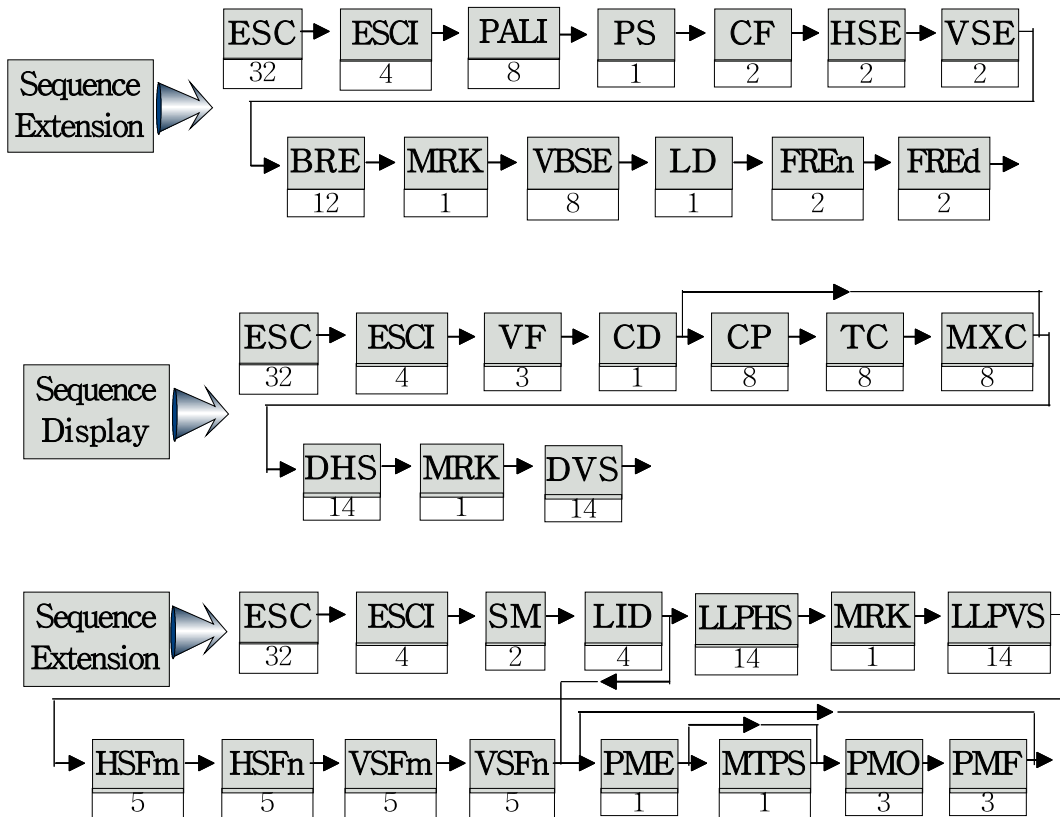 Sequence
Extension
ESC ESCI PALI PS CF HSE VSE
32 4 8 1 2 2 2
BRE MRK VBSE LD FREn FREd
12 1 8 1 2 2
Sequence
Display
ESC ESCI VF CD CP TC MXC
32 4 3 1 8 8 8
DHS MRK DVS
14 1 14
Sequence
Extension
ESC ESCI SM LID LLPHS MRK LLPVS
32 4 2 4 14 1 14
HSFm HSFn VSFm VSFn PME MTPS PMO PMF
5 5 5 5 1 1 3 3